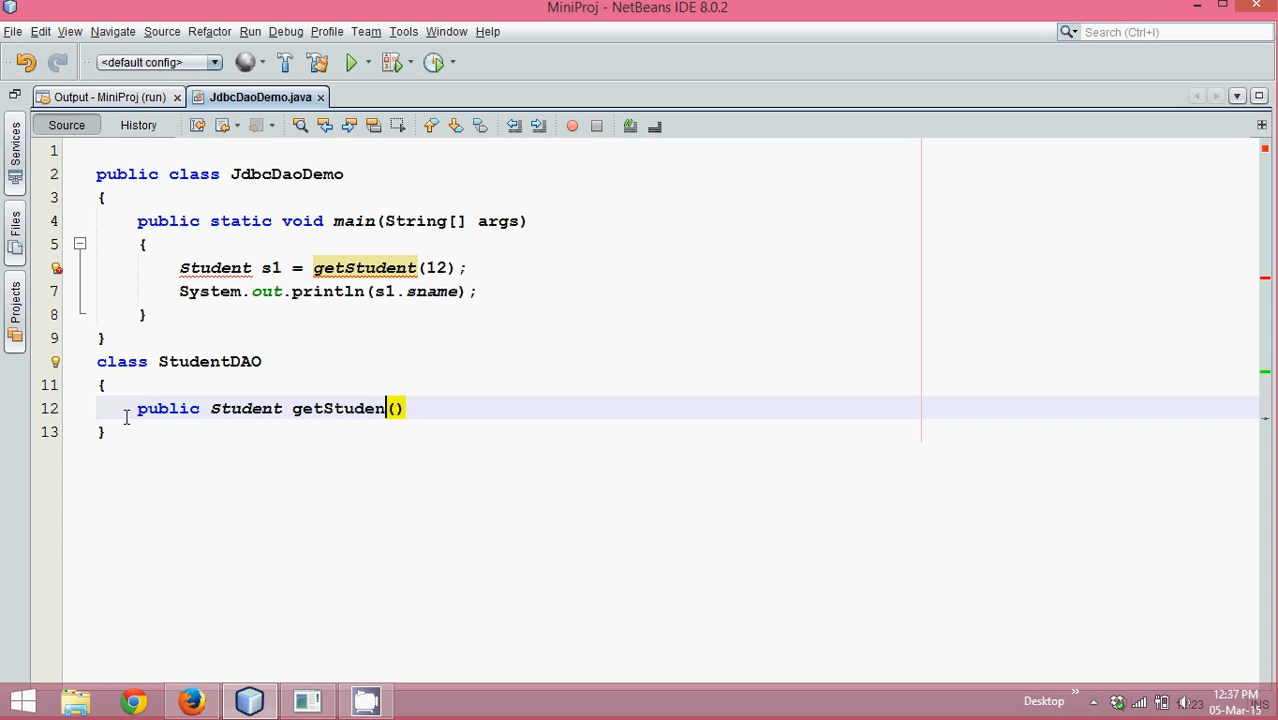 MiniProj - NetBeans IDE 8.0.2
File Edit View Navigate Source Refactor Run Debug Profile Team Tools Window Help
Search (Ctrl+I)
<default config>
Output - MiniProj (run) JdbcDaoDemo.java
Source History
Services
Files
Projects
1
2 public class JdbcDaoDemo
3 {
4 public static void main(String[] args)
5 {
Student s1 = getStudent(12);
7 System.out.println(s1.sname);
8 }
9 }
class StudentDAO
11 {
12 public Student getStuden()
13 }
Desktop
12:37 PM
05-Mar-15
INS